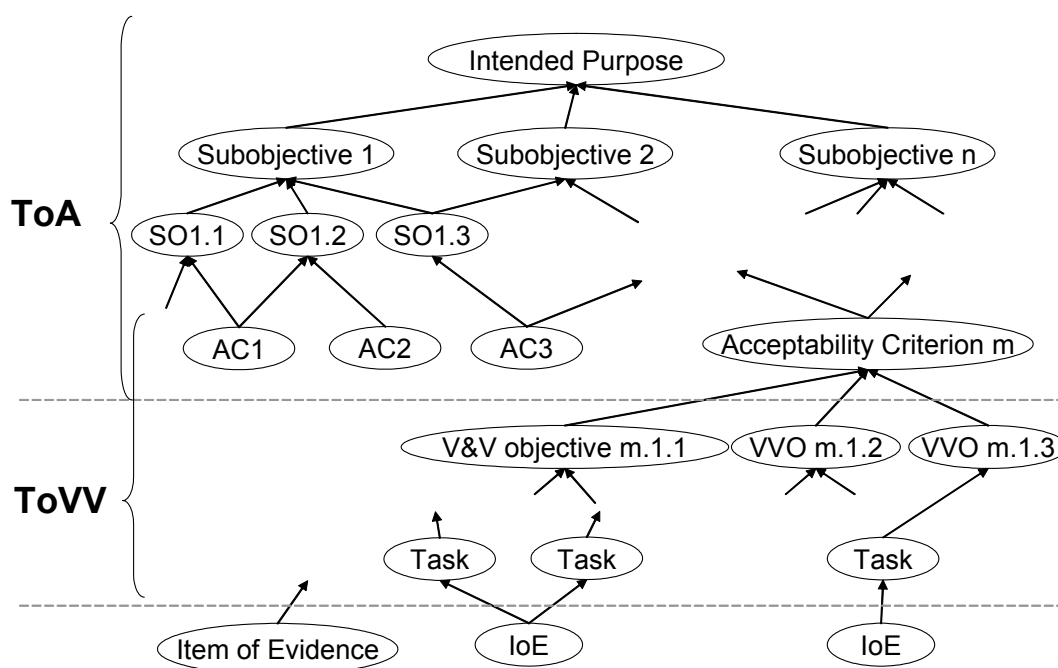 Intended Purpose
Subobjective 1
Subobjective 2
Subobjective n
ToA
SO1.1
SO1.2
SO1.3
AC1
AC2
AC3
Acceptability Criterion m
V&V objective m.1.1
VVO m.1.2
VVO m.1.3
ToVV
Task
Task
Task
Item of Evidence
IoE
IoE